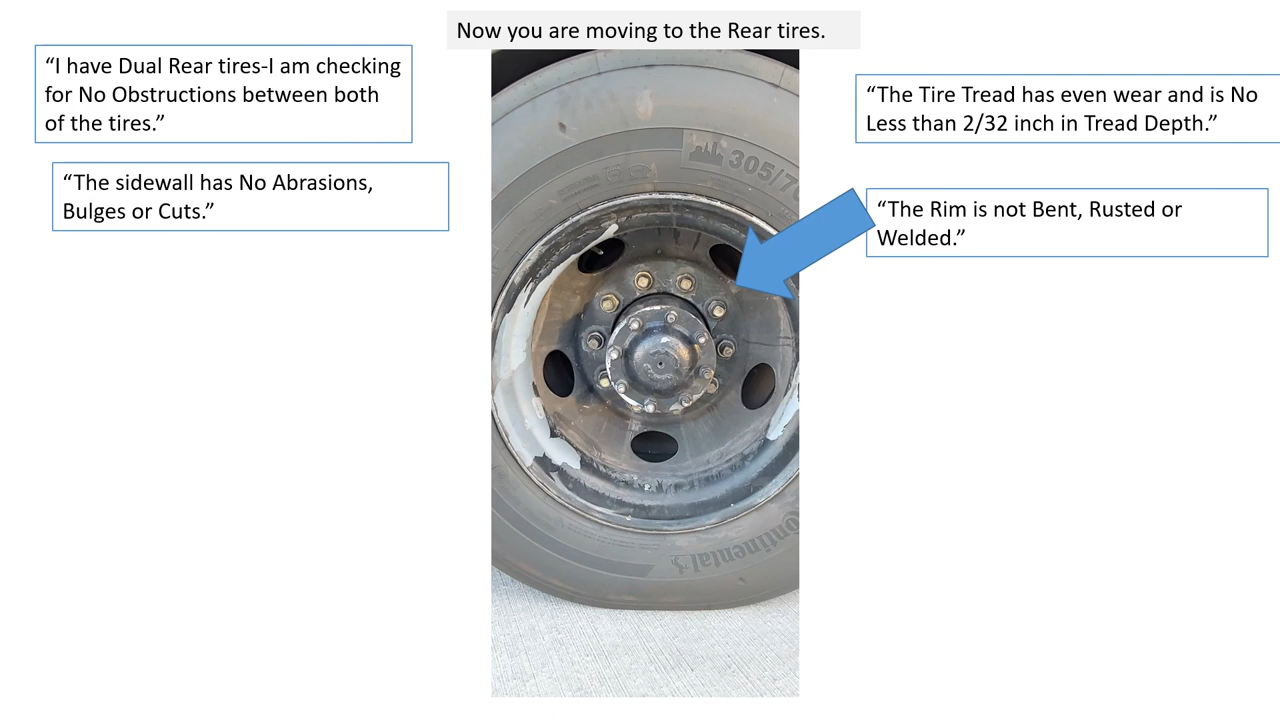 Now you are moving to the Rear tires.
“I have Dual Rear tires-I am checking
for No Obstructions between both
of the tires.”
“The sidewall has No Abrasions,
Bulges or Cuts.”
“The Tire Tread has even wear and is No
Less than 2/32 inch in Tread Depth.”
“The Rim is not Bent, Rusted or
Welded.”
305/70
Continental